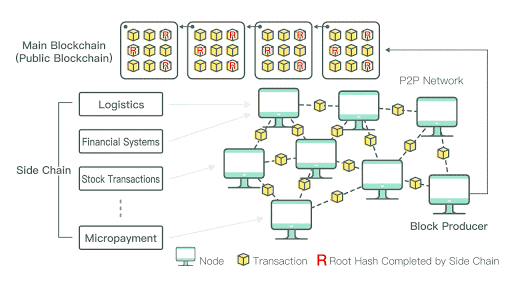 Main Blockchain
(Public Blockchain)
P2P Network
Side Chain
Logistics
Financial Systems
Stock Transactions
Micropayment
Block Producer
Node
Transaction
R Root Hash Completed by Side Chain